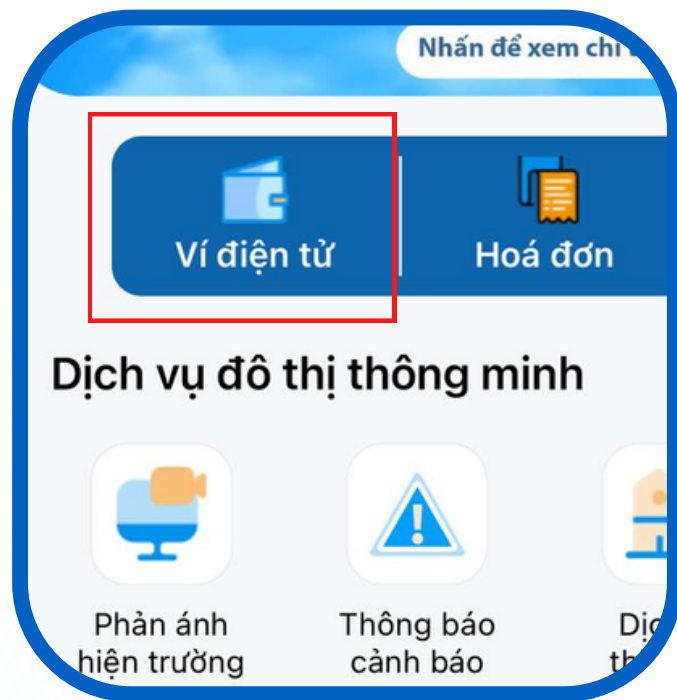 Nhấn để xem chi
Ví điện tử
Hoá đơn
Dịch vụ đô thị thông minh
Phản ánh
hiện trường
Thông báo
cảnh báo